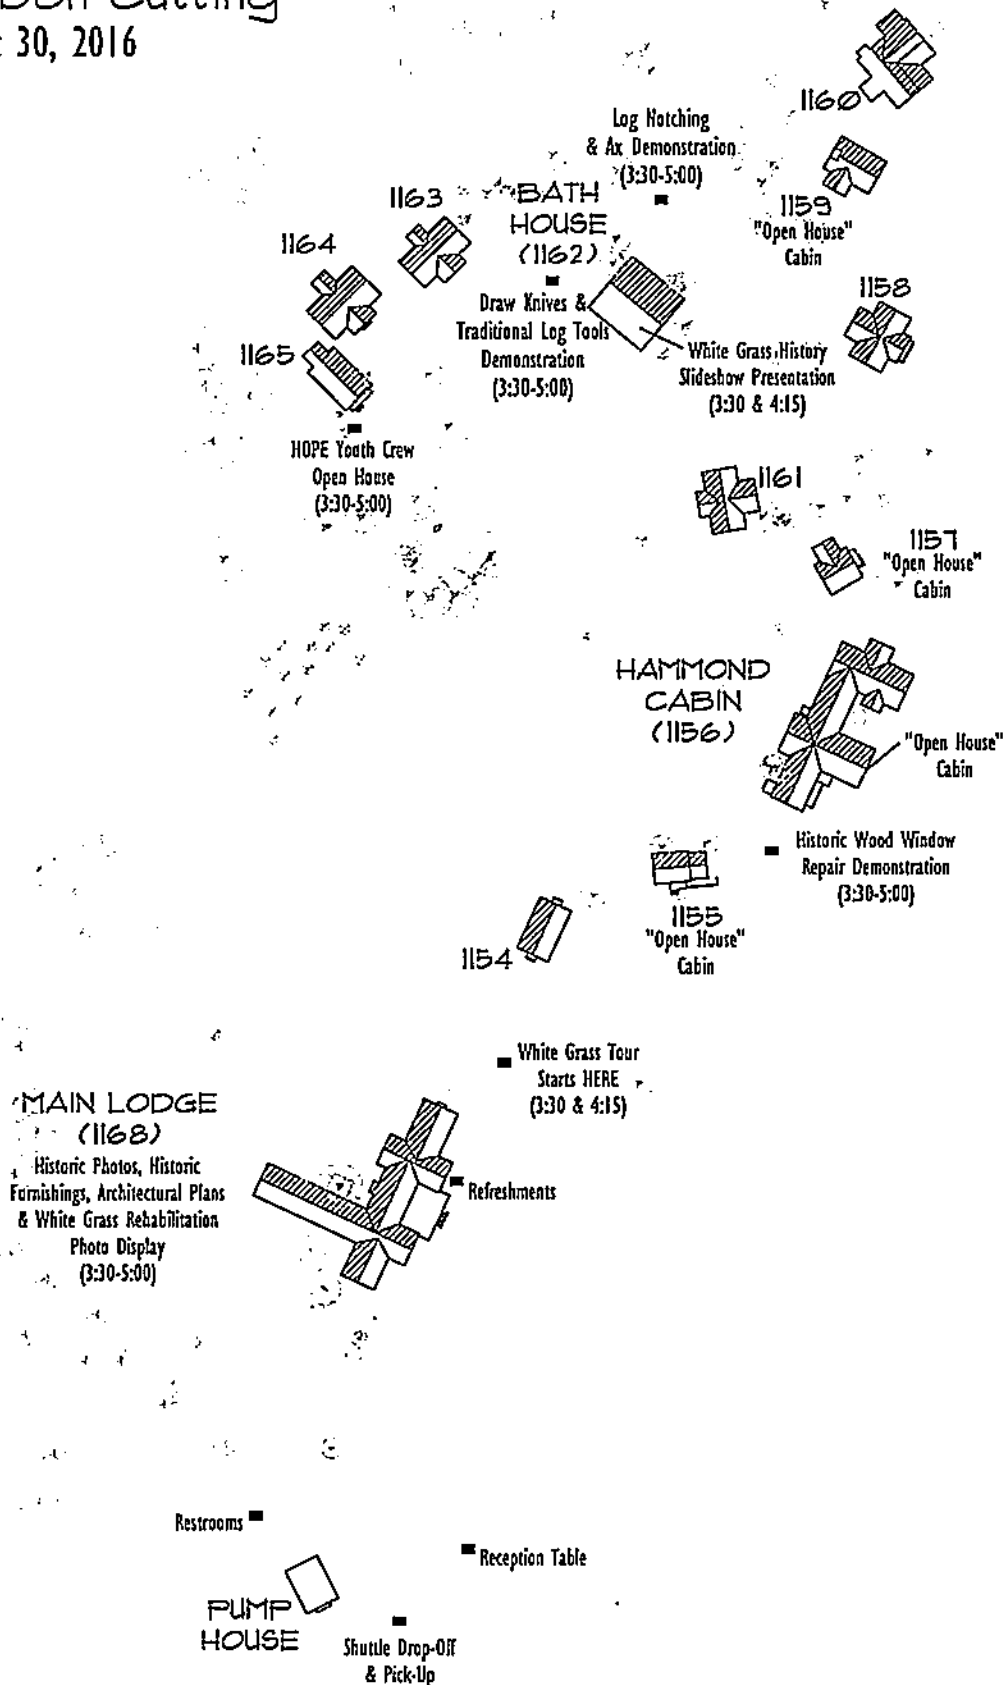 Cutting
30, 2016
1160
Log Notching
& Ax Demonstration
(3:30-5:00)
1159
"Open House"
Cabin
1163
BATH
HOUSE
(1162)
1164
1158
Draw Knives &
Traditional Log Tools
Demonstration
(3:30-5:00)
White Grass History
Slideshow Presentation
(3:30 & 4:15)
1165
HOPE Youth Crew
Open House
(3:30-5:00)
1161
1157
"Open House"
Cabin
HAMMOND
CABIN
(1156)
"Open House"
Cabin
Historic Wood Window
Repair Demonstration
(3:30-5:00)
1155
"Open House"
Cabin
1154
White Grass Tour
Starts HERE
(3:30 & 4:15)
MAIN LODGE
(1168)
Historic Photos, Historic
Furnishings, Architectural Plans
& White Grass Rehabilitation
Photo Display
(3:30-5:00)
Refreshments
Restrooms
Reception Table
PUMP
HOUSE
Shuttle Drop-Off
& Pick-Up